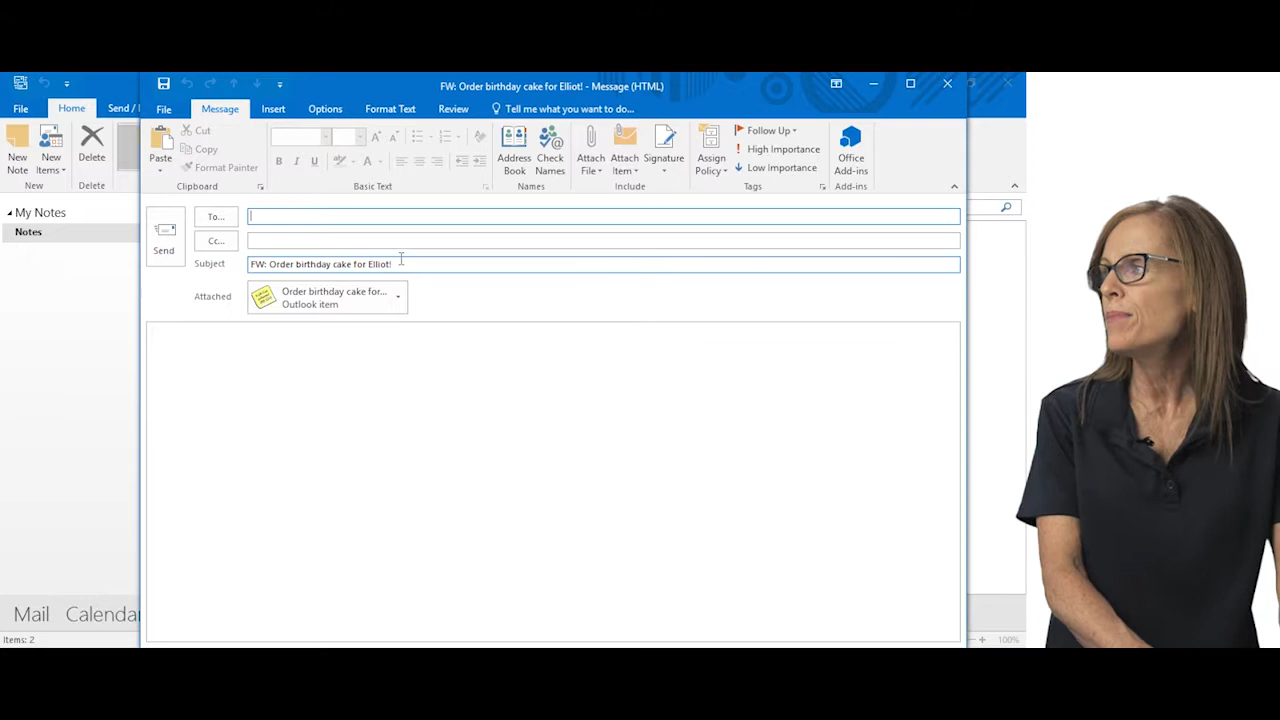 FW: Order birthday cake for Elliot! - Message (HTML)
File Home Send /
File Message Insert Options Format Text Review Tell me what you want to do...
New Note
New Items
Delete
Paste
Cut
Copy
Format Painter
B I U
Address Book
Check Names
Attach File
Attach Item
Signature
Assign Policy
Follow Up
High Importance
Low Importance
Office Add-ins
New Delete Clipboard Basic Text Names Include Tags Add-ins
My Notes
Notes
Send
To...
Cc...
Subject FW: Order birthday cake for Elliot!
Attached Order birthday cake for...
Outlook item
Mail Calendar
Items: 2
100%